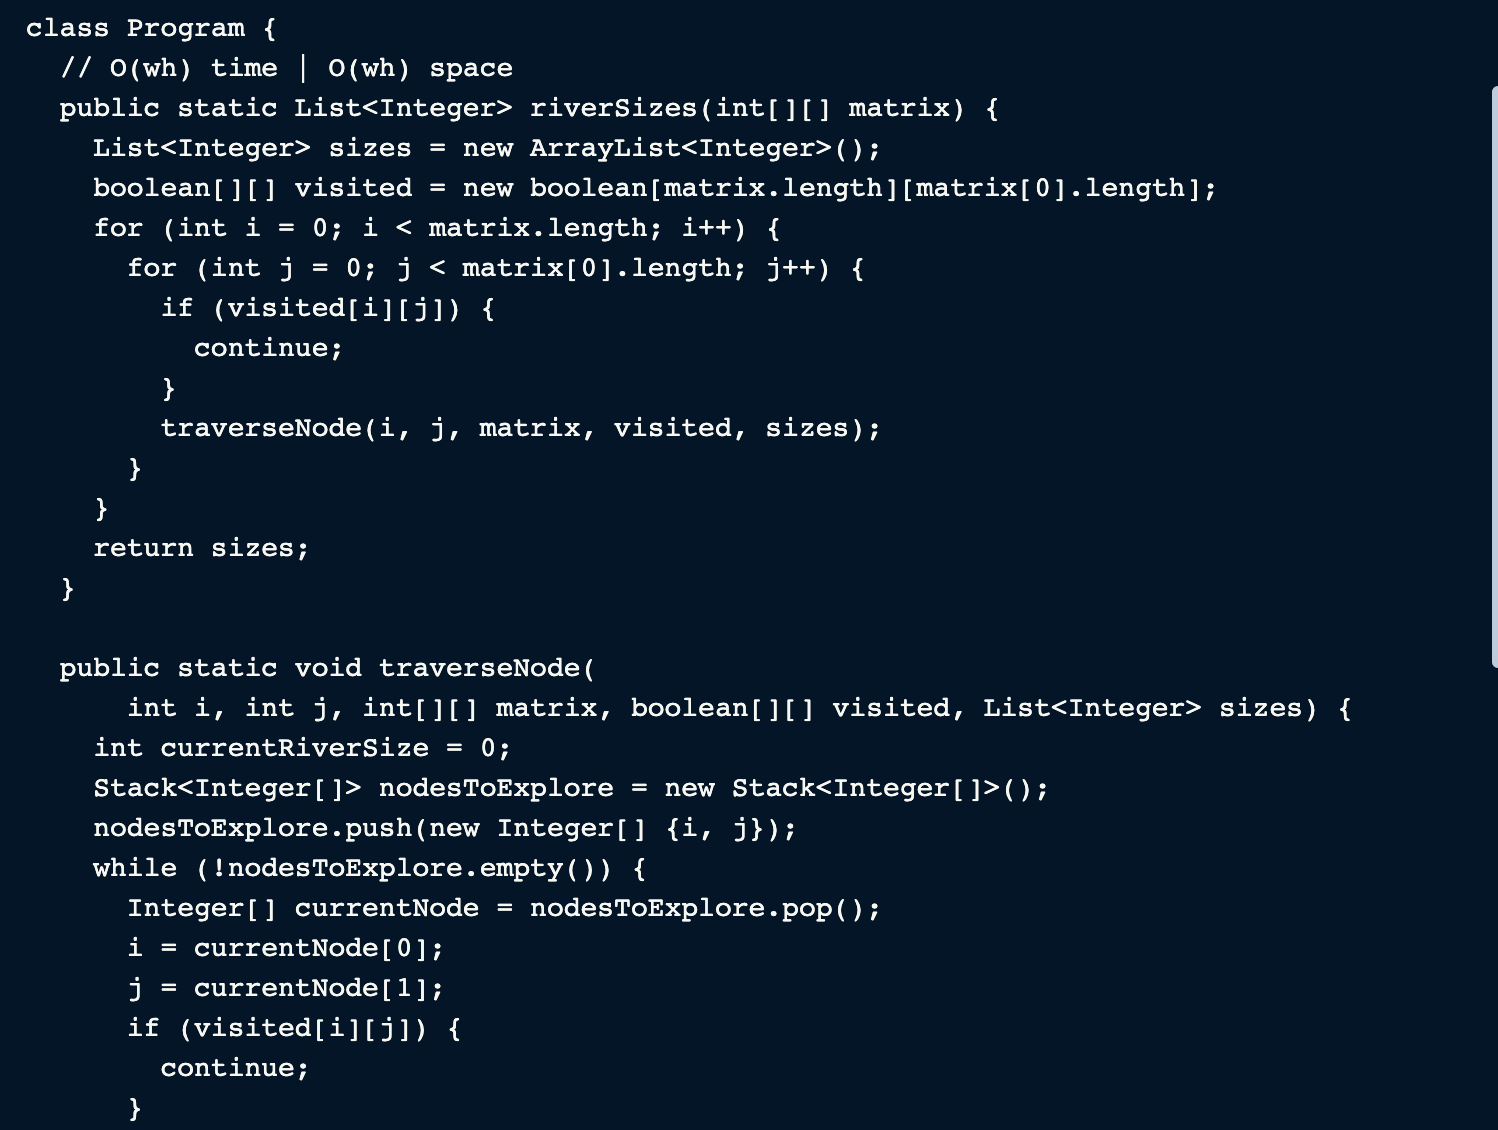 class Program {
  // O(wh) time | O(wh) space
  public static List<Integer> riverSizes(int[][] matrix) {
    List<Integer> sizes = new ArrayList<Integer>();
    boolean[][] visited = new boolean[matrix.length][matrix[0].length];
    for (int i = 0; i < matrix.length; i++) {
      for (int j = 0; j < matrix[0].length; j++) {
        if (visited[i][j]) {
          continue;
        }
        traverseNode(i, j, matrix, visited, sizes);
      }
    }
    return sizes;
  }

  public static void traverseNode(
      int i, int j, int[][] matrix, boolean[][] visited, List<Integer> sizes) {
    int currentRiverSize = 0;
    Stack<Integer[]> nodesToExplore = new Stack<Integer[]>();
    nodesToExplore.push(new Integer[] {i, j});
    while (!nodesToExplore.empty()) {
      Integer[] currentNode = nodesToExplore.pop();
      i = currentNode[0];
      j = currentNode[1];
      if (visited[i][j]) {
        continue;
      }